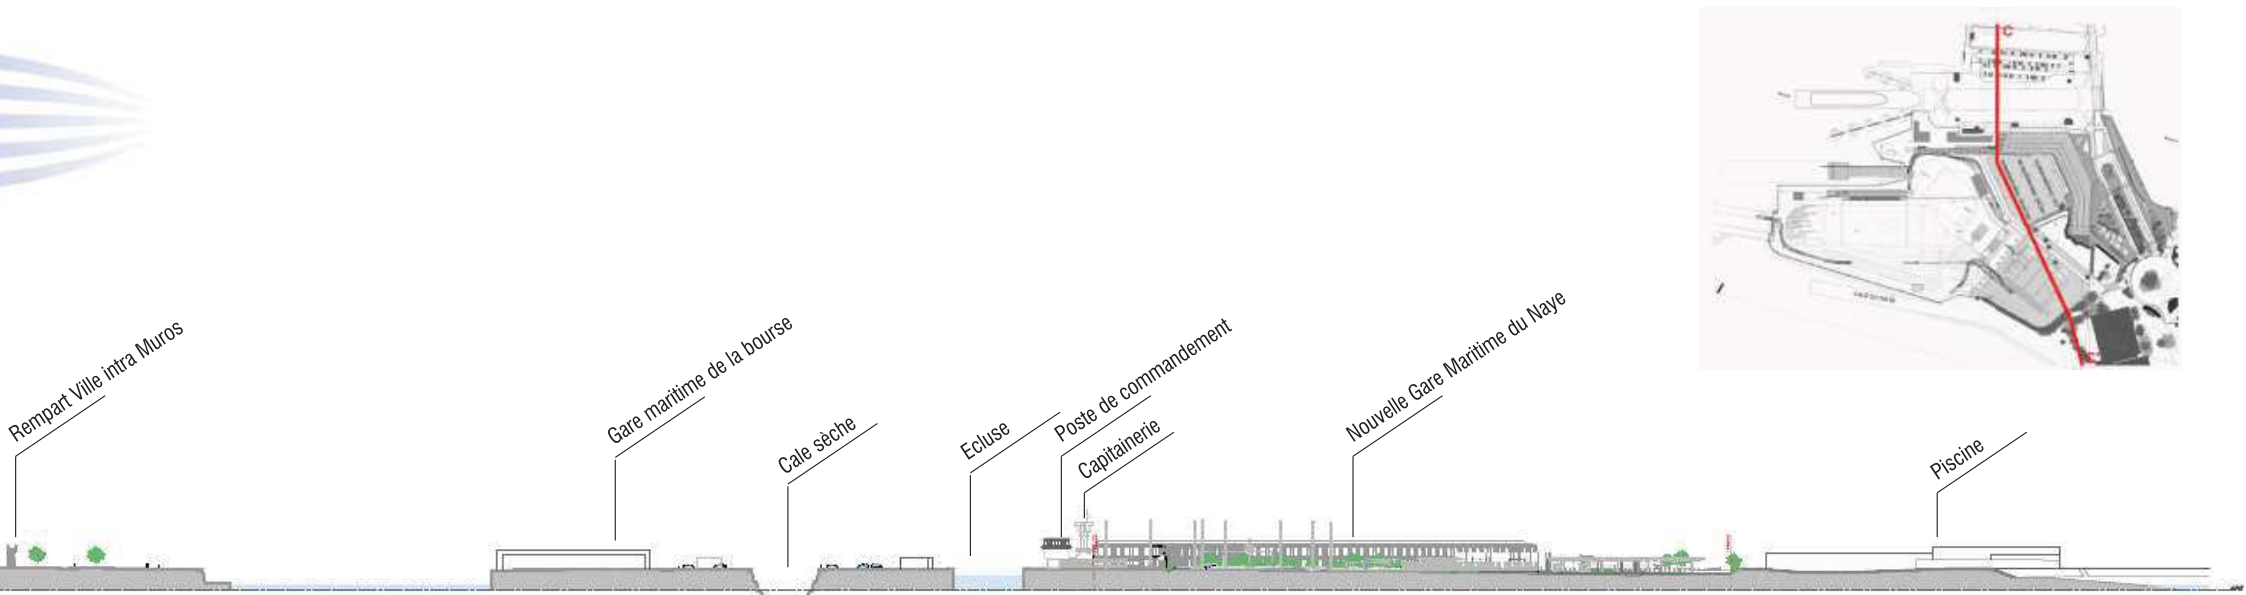 C
Rempart Ville intra Muros
Gare maritime de la bourse
Cale sèche
Ecluse
Poste de commandement
Capitainerie
Nouvelle Gare Maritime du Naye
Piscine